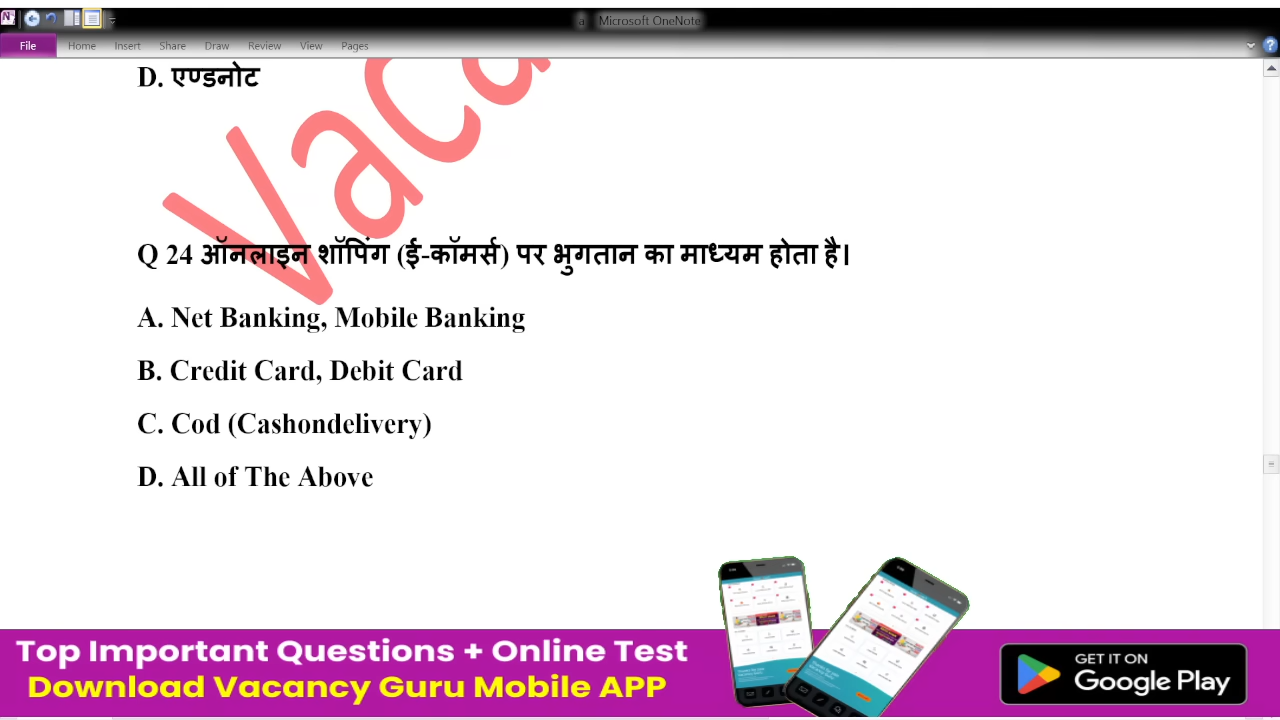 a Microsoft OneNote
File Home Insert Share Draw Review View Pages
D. एण्डनोट
Vaca
Q 24 ऑनलाइन शॉपिंग (ई-कॉमर्स) पर भुगतान का माध्यम होता है।
A. Net Banking, Mobile Banking
B. Credit Card, Debit Card
C. Cod (Cashondelivery)
D. All of The Above
Top Important Questions + Online Test
Download Vacancy Guru Mobile APP
GET IT ON
Google Play